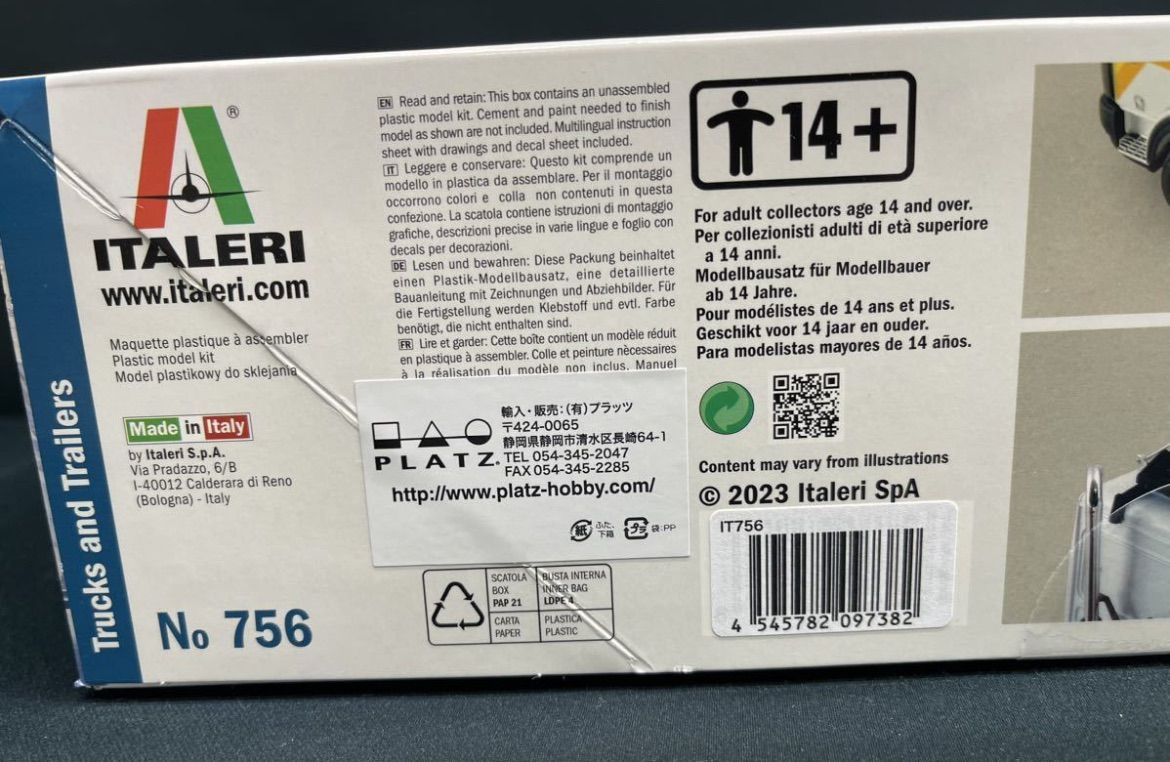 Trucks and Trailers
®
ITALERI
www.italeri.com
Maquette plastique à assembler
Plastic model kit
Model plastikowy do sklejania
Made in Italy
by Italeri S.p.A.
Via Pradazzo, 6/B
I-40012 Calderara di Reno
(Bologna) - Italy
No 756
EN Read and retain: This box contains an unassembled
plastic model kit. Cement and paint needed to finish
model as shown are not included. Multilingual instruction
sheet with drawings and decal sheet included.
IT Leggere e conservare: Questo kit comprende un
modello in plastica da assemblare. Per il montaggio
occorrono colori e colla non contenuti in questa
confezione. La scatola contiene istruzioni di montaggio
grafiche, descrizioni precise in varie lingue e foglio con
decals per decorazioni.
DE Lesen und bewahren: Diese Packung beinhaltet
einen Plastik-Modellbausatz, eine detaillierte
Bauanleitung mit Zeichnungen und Abziehbilder. Für
die Fertigstellung werden Klebstoff und evtl. Farbe
benötigt, die nicht enthalten sind.
FR Lire et garder: Cette boîte contient un modèle réduit
en plastique à assembler. Colle et peinture nècessaires
à la réalisation du modèle non inclus. Manuel
PLATZ.
輸入・販売:(有)プラッツ
〒424-0065
静岡県静岡市清水区長崎64-1
TEL 054-345-2047
FAX 054-345-2285
http://www.platz-hobby.com/
紙
ふた、
下箱
プラ
袋:PP
SCATOLA
BOX
PAP 21
BUSTA INTERNA
INNER BAG
LDPE 4
CARTA
PAPER
PLASTICA
PLASTIC
14+
For adult collectors age 14 and over.
Per collezionisti adulti di età superiore
a 14 anni.
Modellbausatz für Modellbauer
ab 14 Jahre.
Pour modélistes de 14 ans et plus.
Geschikt voor 14 jaar en ouder.
Para modelistas mayores de 14 años.
Content may vary from illustrations
© 2023 Italeri SpA
IT756
4 545782 097382